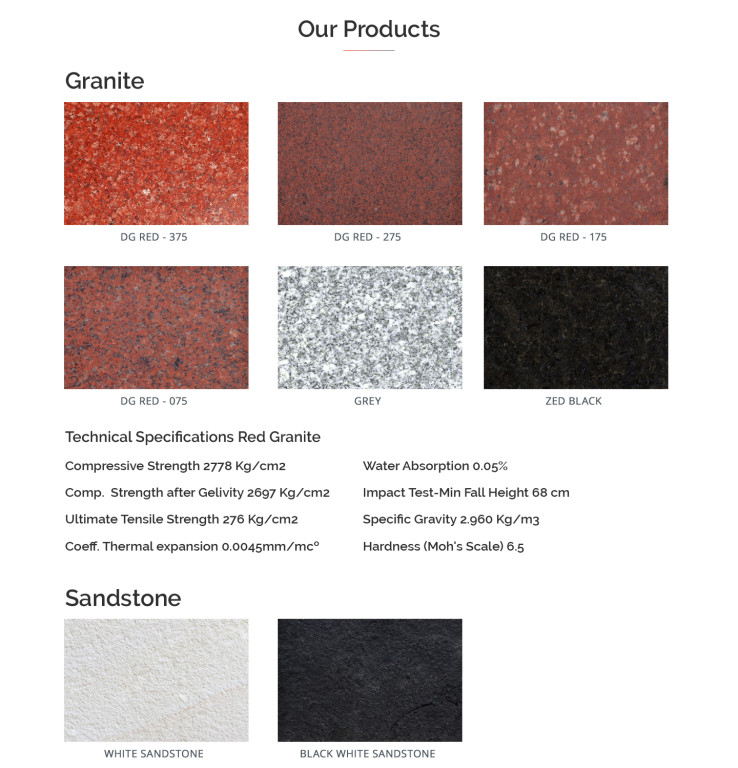 Our Products
Granite
DG RED - 375
DG RED - 275
DG RED - 175
DG RED - 075
GREY
ZED BLACK
Technical Specifications Red Granite
Compressive Strength 2778 Kg/cm2
Water Absorption 0.05%
Comp.  Strength after Gelivity 2697 Kg/cm2
Impact Test-Min Fall Height 68 cm
Ultimate Tensile Strength 276 Kg/cm2
Specific Gravity 2.960 Kg/m3
Coeff. Thermal expansion 0.0045mm/mcº
Hardness (Moh's Scale) 6.5
Sandstone
WHITE SANDSTONE
BLACK WHITE SANDSTONE